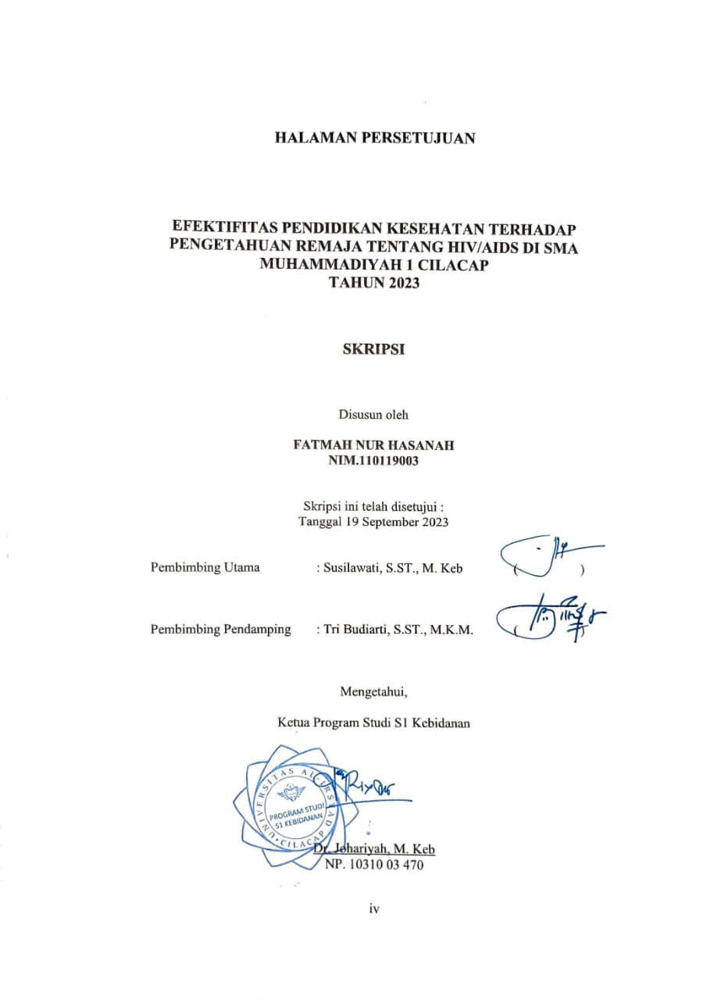 HALAMAN PERSETUJUAN
EFEKTIFITAS PENDIDIKAN KESEHATAN TERHADAP
PENGETAHUAN REMAJA TENTANG HIV/AIDS DI SMA
MUHAMMADIYAH 1 CILACAP
TAHUN 2023
SKRIPSI
Disusun oleh
FATMAH NUR HASANAH
NIM.110119003
Skripsi ini telah disetujui :
Tanggal 19 September 2023
Pembimbing Utama : Susilawati, S.ST., M. Keb ( )
Pembimbing Pendamping : Tri Budiarti, S.ST., M.K.M. ( )
Mengetahui,
Ketua Program Studi S1 Kebidanan
UNIVERSITAS AL-IRSYAD CILACAP
PROGRAM STUDI
S1 KEBIDANAN
Dr. Johariyah, M. Keb
NP. 10310 03 470
iv